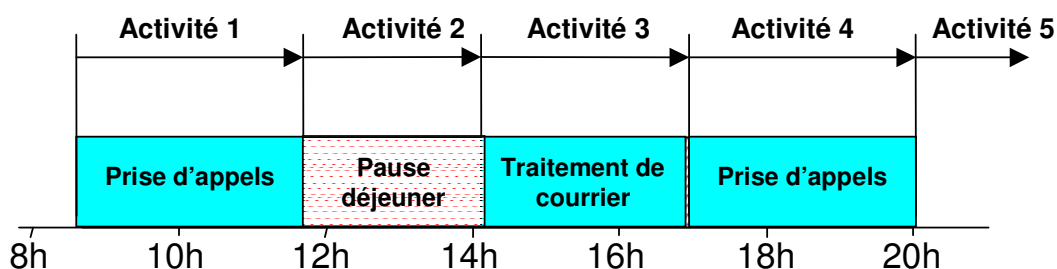 Activité 1 Activité 2 Activité 3 Activité 4 Activité 5
Prise d’appels
Pause
déjeuner
Traitement de
courrier
Prise d’appels
8h 10h 12h 14h 16h 18h 20h